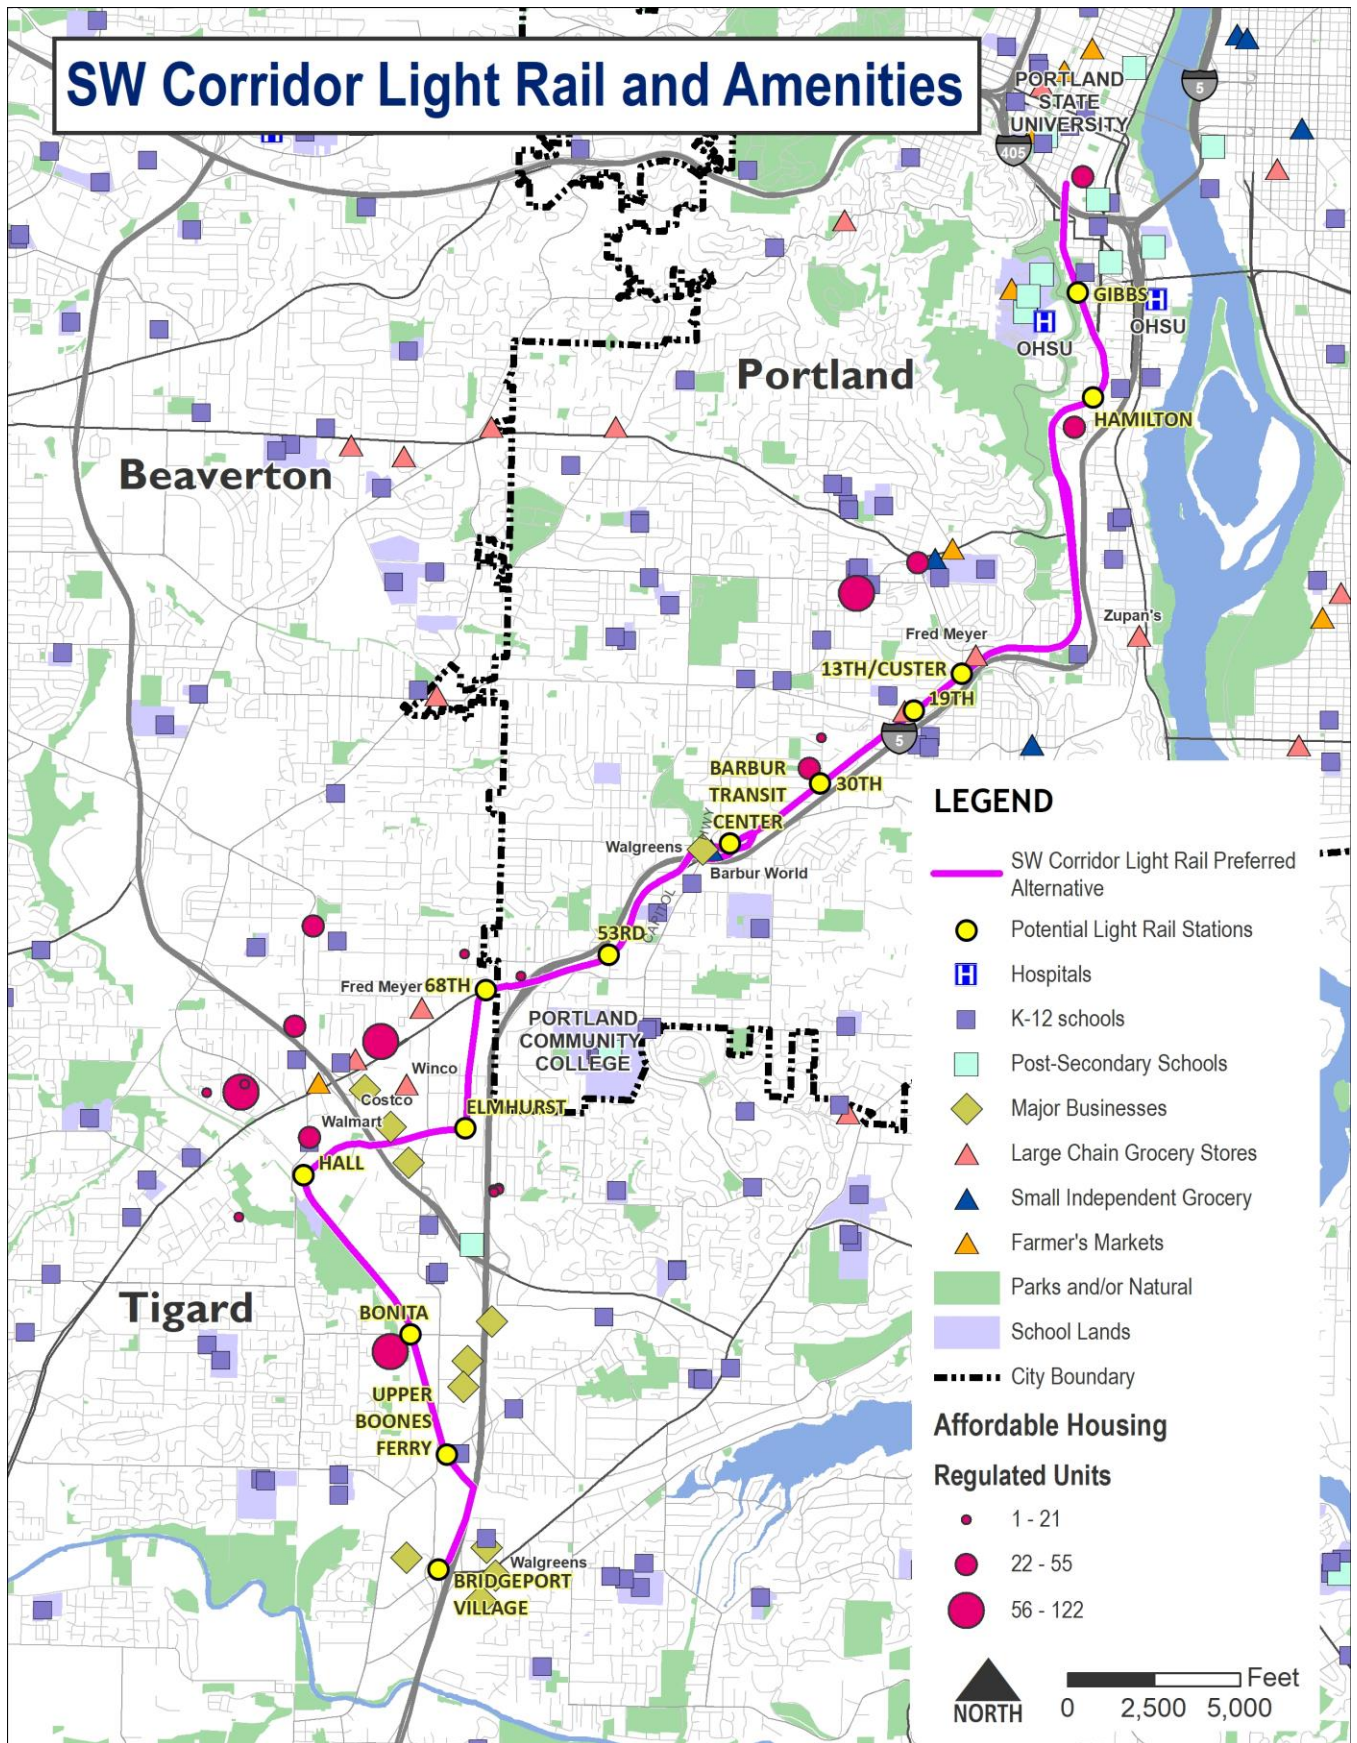 SW Corridor Light Rail and Amenities
PORTLAND
STATE
UNIVERSITY
5
405
GIBBS
H
H
OHSU
OHSU
Portland
HAMILTON
Beaverton
Zupan's
Fred Meyer
13TH/CUSTER
19TH
5
BARBUR
TRANSIT
CENTER
30TH
HWY
Walgreens
Barbur World
CAPITOL
53RD
Fred Meyer
68TH
PORTLAND
COMMUNITY
COLLEGE
Winco
Costco
Walmart
ELMHURST
HALL
Tigard
BONITA
UPPER
BOONES
FERRY
Walgreens
BRIDGEPORT
VILLAGE
LEGEND
SW Corridor Light Rail Preferred
Alternative
Potential Light Rail Stations
H Hospitals
K-12 schools
Post-Secondary Schools
Major Businesses
Large Chain Grocery Stores
Small Independent Grocery
Farmer's Markets
Parks and/or Natural
School Lands
City Boundary
Affordable Housing
Regulated Units
1 - 21
22 - 55
56 - 122
NORTH
Feet
0 2,500 5,000